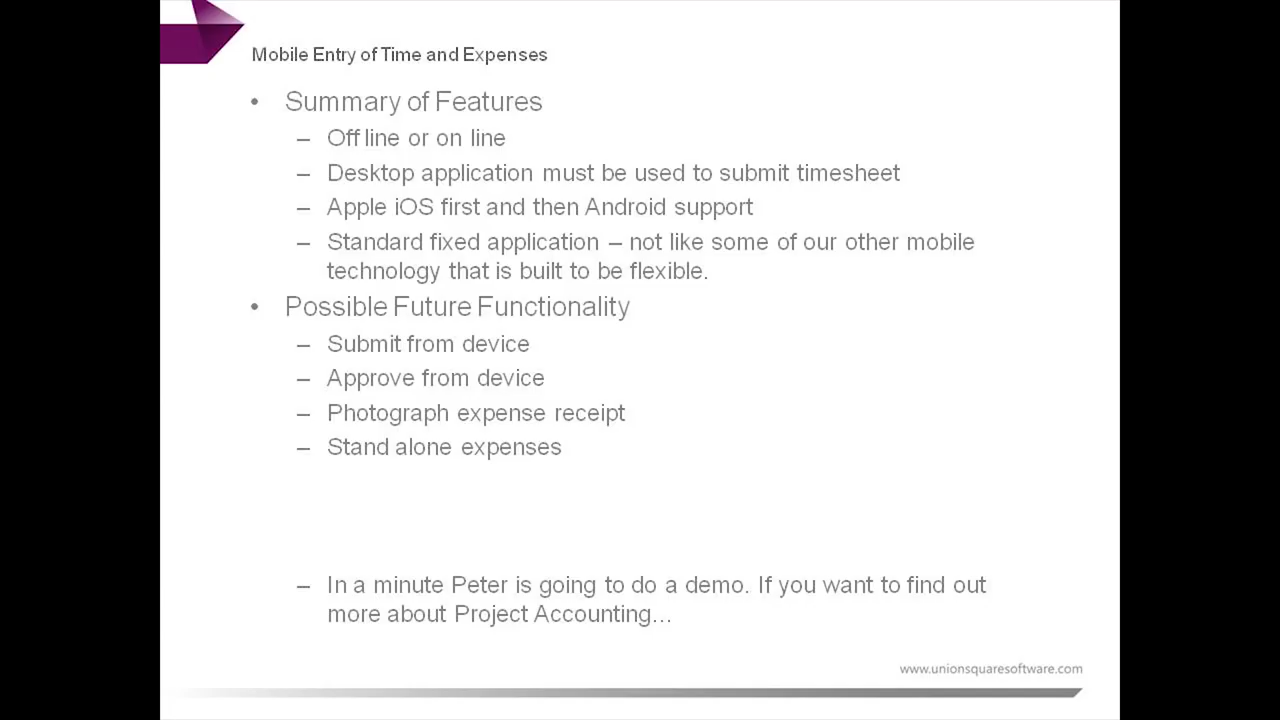 Mobile Entry of Time and Expenses
• Summary of Features
– Off line or on line
– Desktop application must be used to submit timesheet
– Apple iOS first and then Android support
– Standard fixed application – not like some of our other mobile
technology that is built to be flexible.
• Possible Future Functionality
– Submit from device
– Approve from device
– Photograph expense receipt
– Stand alone expenses
– In a minute Peter is going to do a demo. If you want to find out
more about Project Accounting…
www.unionsquaresoftware.com